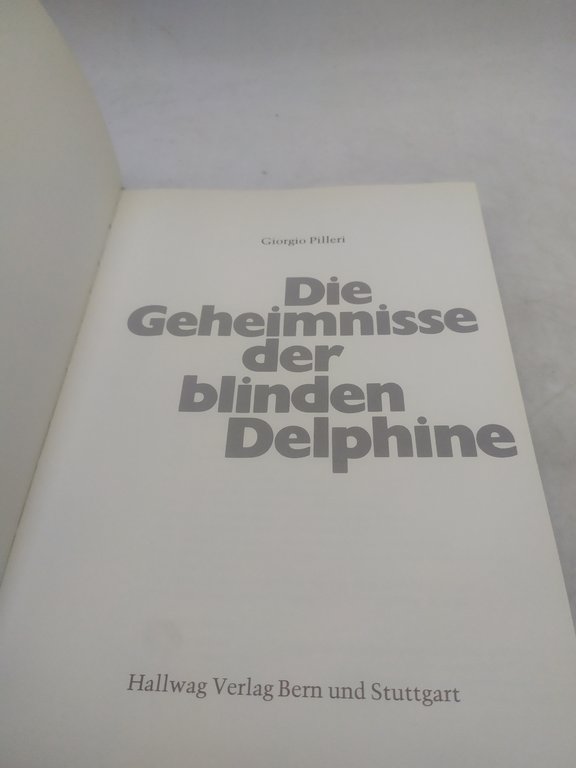 Giorgio Pilleri
Die
Geheimnisse
der
blinden
Delphine
Hallwag Verlag Bern und Stuttgart